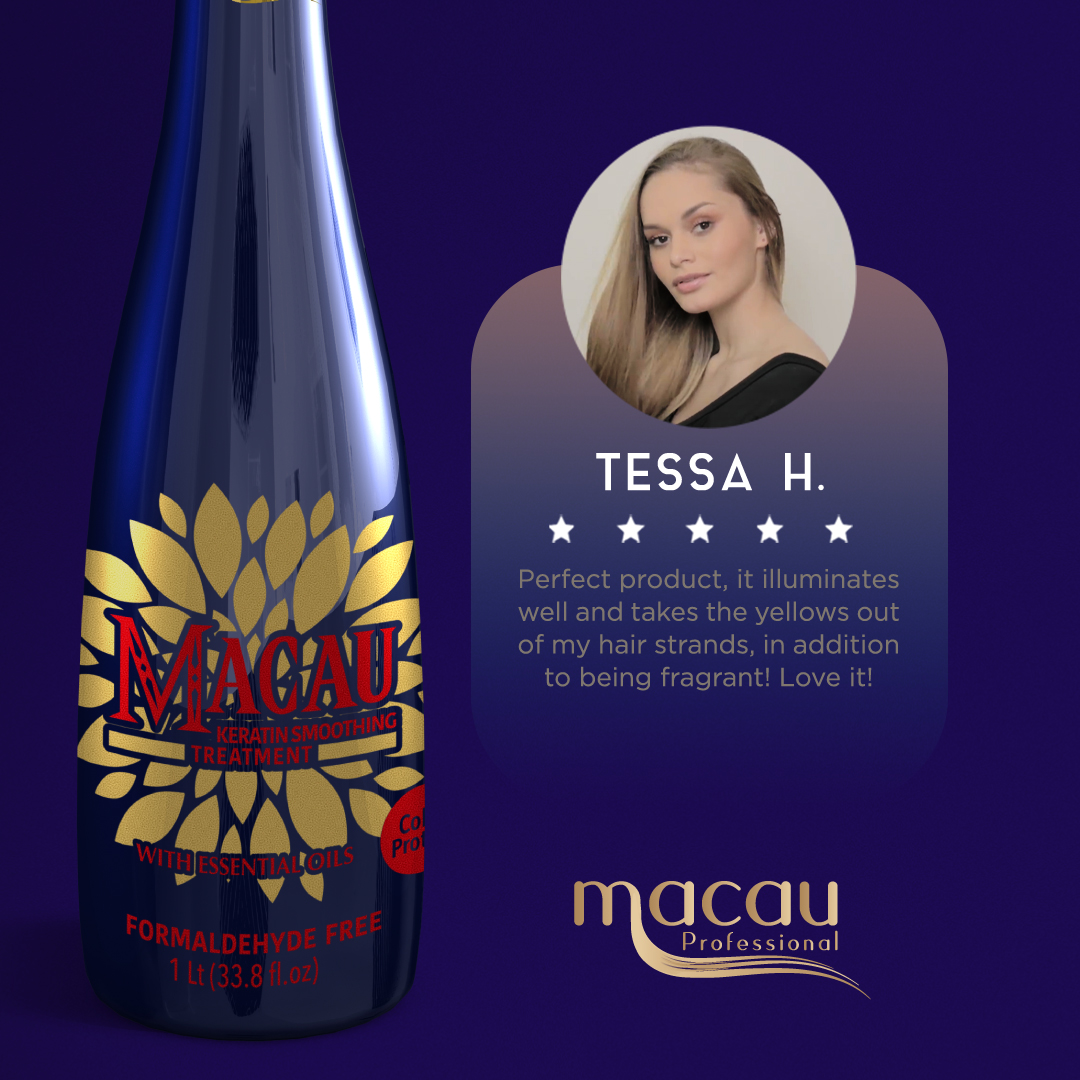 MACAU
KERATIN SMOOTHING
TREATMENT
WITH ESSENTIAL OILS
FORMALDEHYDE FREE
1 Lt (33.8 fl.oz)
TESSA H.
Perfect product, it illuminates
well and takes the yellows out
of my hair strands, in addition
to being fragrant! Love it!
macau
Professional